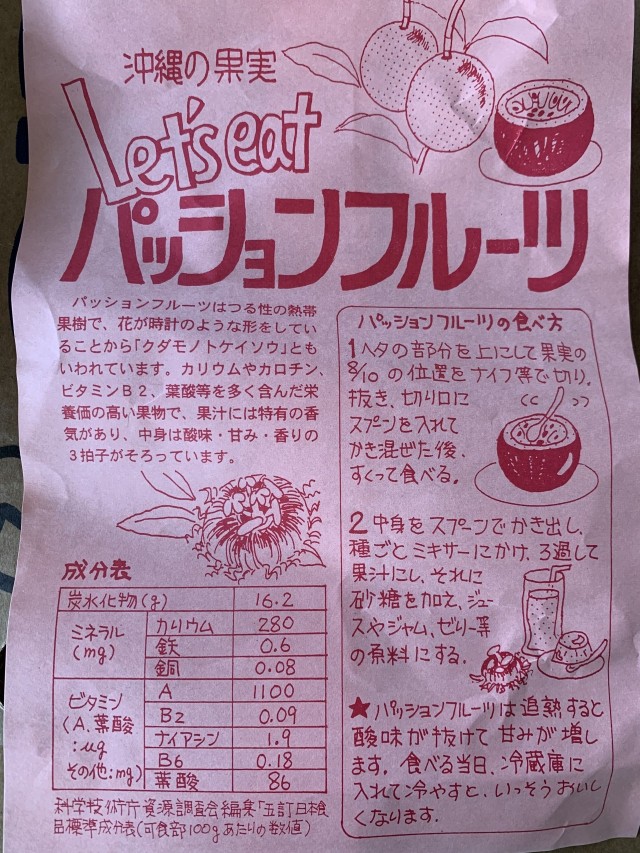 沖縄の果実
Let's eat
パッションフルーツ
パッションフルーツはつる性の熱帯
果樹で、花が時計のような形をしてい
ることから「クダモノトケイソウ」とも
いわれています。カリウムやカロチン、
ビタミンB2、葉酸等を多く含んだ栄
養価の高い果物で、果汁には特有の香
気があり、中身は酸味・甘み・香りの
3拍子がそろっています。
成分表
炭水化物(g) 16.2
ミネラル(mg) カリウム 280
鉄 0.6
銅 0.08
ビタミン(A、葉酸:μgその他:mg) A 1100
B2 0.09
ナイアシン 1.9
B6 0.18
葉酸 86
科学技術庁資源調査会編集「五訂日本食
品標準成分表(可食部100gあたりの数値)
パッションフルーツの食べ方
1ヘタの部分を上にして果実の
8/10の位置をナイフ等で切り、
抜き、切り口に
スプンを入れて
かき混ぜた後、
すくって食べる。
2中身をスプーンでかき出し、
種ごとミキサーにかけ、ろ過して
果汁にし、それに
砂糖を加え、ジュー
スやジャム、ゼリー等
の原料にする。
★パッションフルーツは追熟すると
酸味が抜けて甘みが増し
ます。食べる当日、冷蔵庫に
入れて冷やすと、いっそうおいし
くなります。